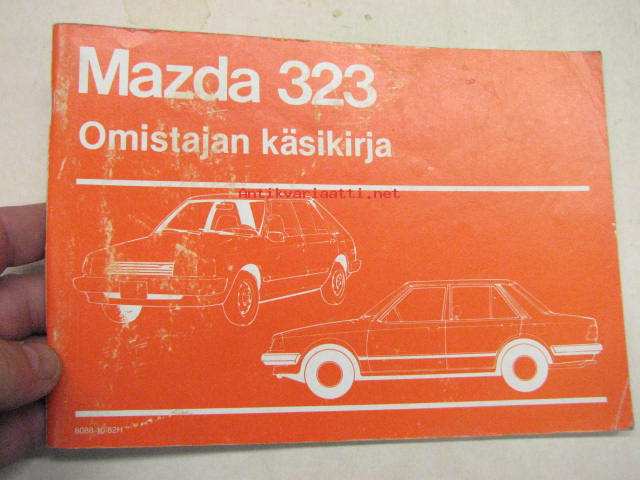 Mazda 323
Omistajan käsikirja
Antikvariaatti.net
8088-10-82H